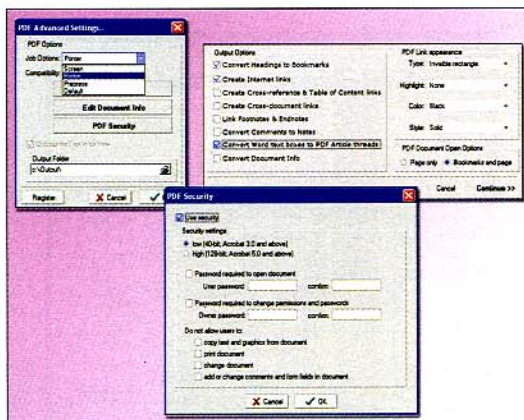 PDF Advanced Settings...
PDF Options
Job Options: Printer
Screen
Printer
Prepress
Default
Compatibility:
Edit Document Info
PDF Security
Output Folder
c:\Output\
Register
Cancel
Output Options
Convert Headings to Bookmarks
Create Internet links
Create Cross-reference & Table of Content links
Create Cross-document links
Link Footnotes & Endnotes
Convert Comments to Notes
Convert Word text boxes to PDF Article threads
Convert Document Info
PDF Link appearance
Type: Invisible rectangle
Highlight: None
Color: Black
Style: Solid
PDF Document Open Options
Page only Bookmarks and page
Cancel Continue >>
PDF Security
Use security
Security settings
low (40-bit, Acrobat 3.0 and above)
high (128-bit, Acrobat 5.0 and above)
Password required to open document
User password: confirm:
Password required to change permissions and passwords
Owner password: confirm:
Do not allow users to:
copy text and graphics from document
print document
change document
add or change comments and form fields in document
Cancel OK